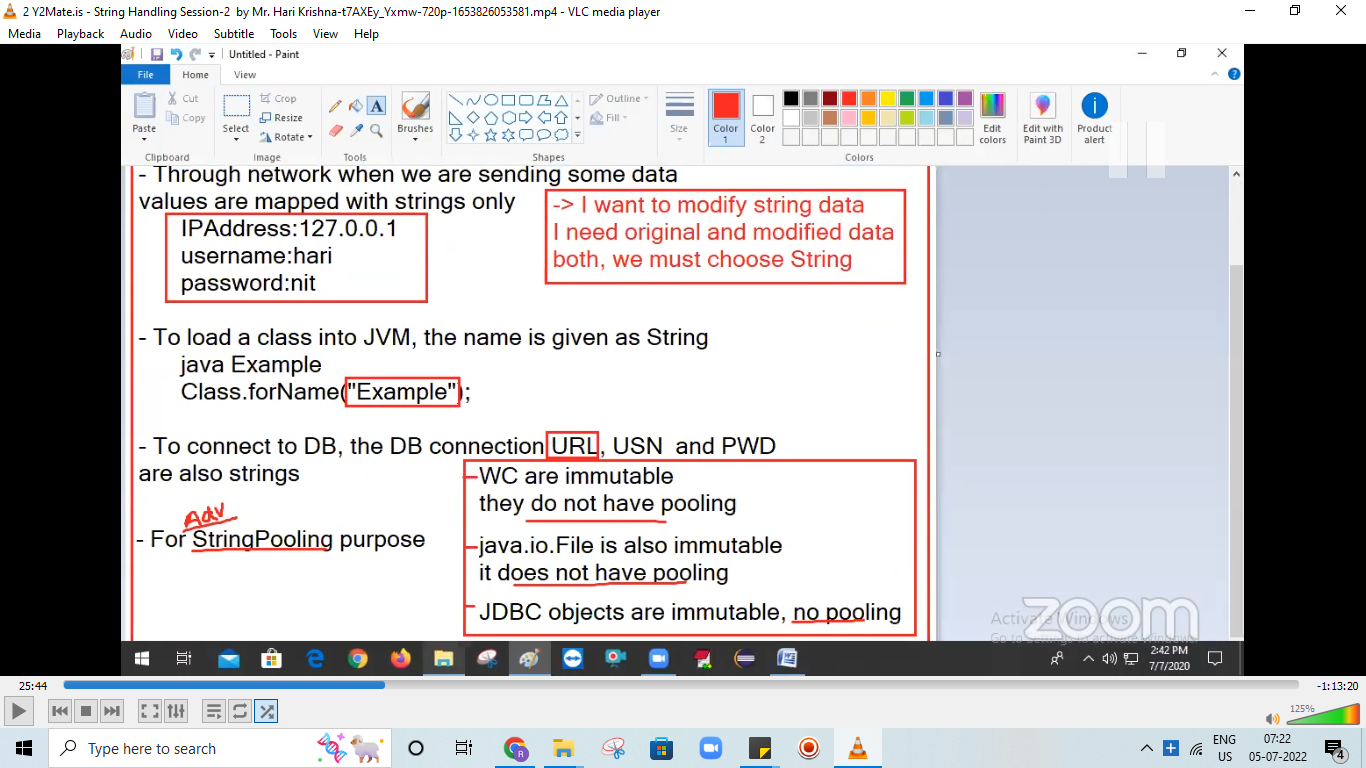 2 Y2Mate.is - String Handling Session-2 by Mr. Hari Krishna-t7AXEy_Yxmw-720p-1653826053581.mp4 - VLC media player
Media Playback Audio Video Subtitle Tools View Help
Untitled - Paint
File Home View
Paste
Cut
Copy
Clipboard
Select
Crop
Resize
Rotate
Image
Tools
Brushes
Shapes
Outline
Fill
Size
Color 1
Color 2
Colors
Edit colors
Edit with Paint 3D
Product alert
- Through network when we are sending some data
values are mapped with strings only
IPAddress:127.0.0.1
username:hari
password:nit
-> I want to modify string data
I need original and modified data
both, we must choose String
- To load a class into JVM, the name is given as String
java Example
Class.forName("Example");
- To connect to DB, the DB connection URL, USN and PWD
are also strings
Adv
- For StringPooling purpose
WC are immutable
they do not have pooling
java.io.File is also immutable
it does not have pooling
JDBC objects are immutable, no pooling
zoom
Activate Windows
Go to Settings to activate Windows.
2:42 PM
7/7/2020
25:44
-1:13:20
125%
Type here to search
R
ENG
US
07:22
05-07-2022
4